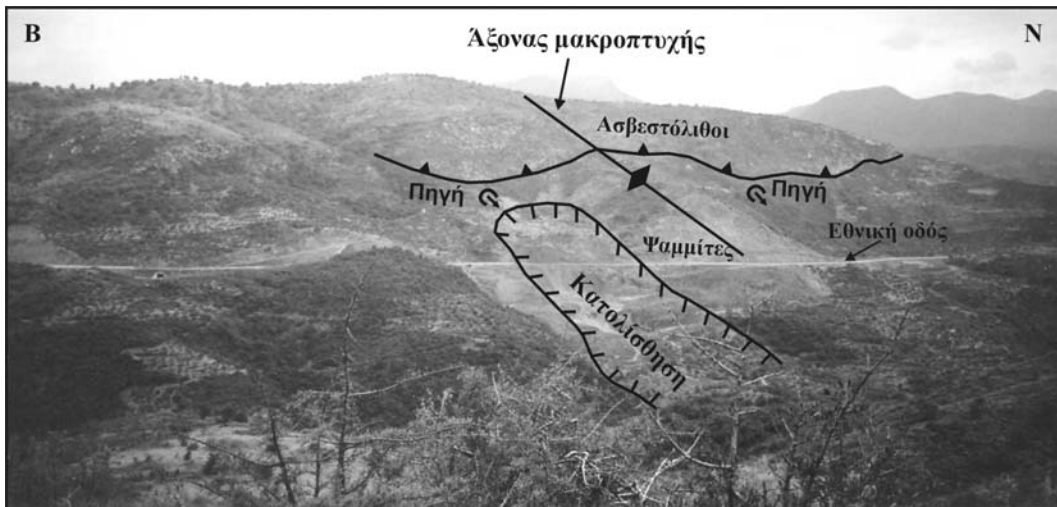 Β
Ν
Άξονας μακροπτυχής
Ασβεστόλιθοι
Πηγή
Πηγή
Εθνική οδός
Ψαμμίτες
Κατολίσθηση